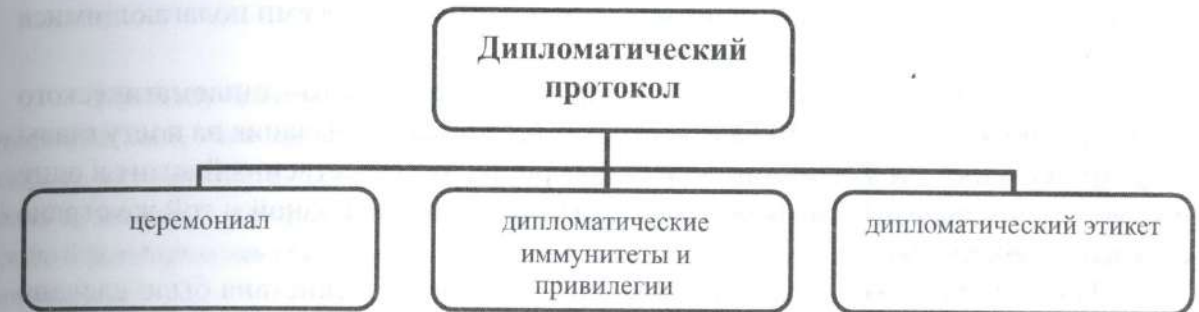 Дипломатический
протокол
церемониал
дипломатические
иммунитеты и
привилегии
дипломатический этикет